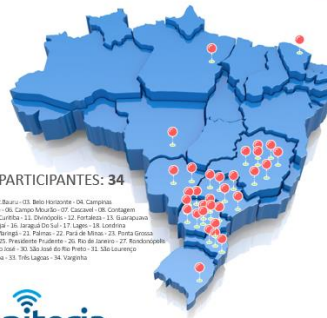 PARTICIPANTES: 34
Bauru - 03. Belo Horizonte - 04. Campinas
- 06. Campo Mourão - 07. Cascavel - 08. Contagem
Curitiba - 11. Divinópolis - 12. Fortaleza - 13. Guarapuava
- 16. Jaraguá Do Sul - 17. Lages - 18. Londrina
Maringá - 21. Palmas - 22. Pará de Minas - 23. Ponta Grossa
25. Presidente Prudente - 26. Rio de Janeiro - 27. Rondonópolis
- 30. São José do Rio Preto - 31. São Lourenço
- 33. Três Lagoas - 34. Varginha